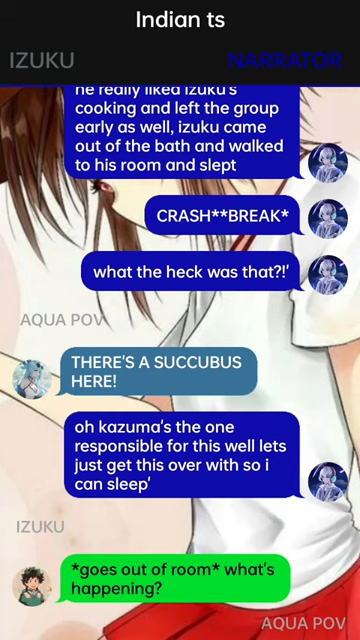 Indian ts
IZUKU
NARRATOR
he really liked izuku's
cooking and left the group
early as well, izuku came
out of the bath and walked
to his room and slept
CRASH**BREAK*
what the heck was that?!'
AQUA POV
THERE'S A SUCCUBUS
HERE!
oh kazuma's the one
responsible for this well lets
just get this over with so i
can sleep'
IZUKU
*goes out of room* what's
happening?
AQUA POV